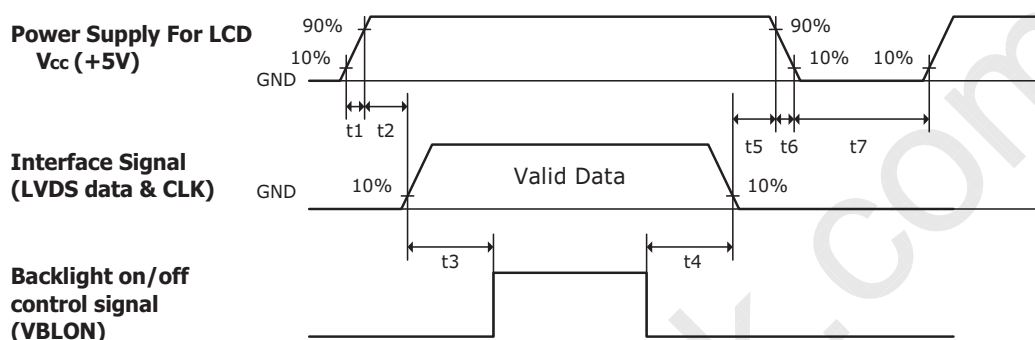 Power Supply For LCD
Vcc (+5V)
90%
10%
GND
90%
10%
10%
t1
t2
t5
t6
t7
Interface Signal
(LVDS data & CLK)
GND
10%
Valid Data
10%
t3
t4
Backlight on/off
control signal
(VBLON)
k.com